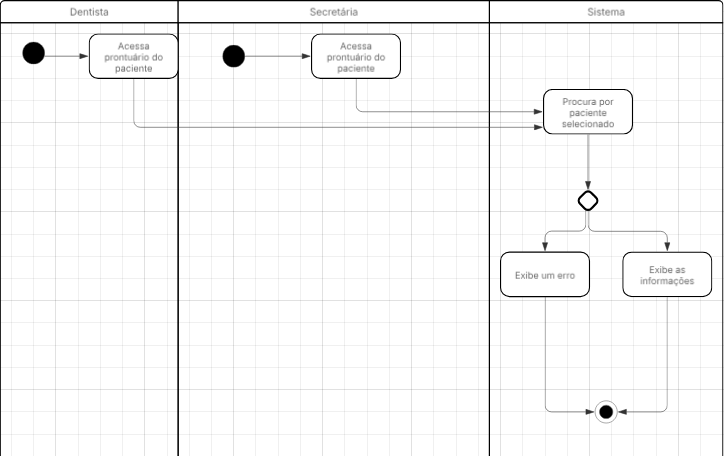 Dentista
Secretária
Sistema
Acessa
prontuário do
paciente
Acessa
prontuário do
paciente
Procura por
paciente
selecionado
Exibe um erro
Exibe as
informações